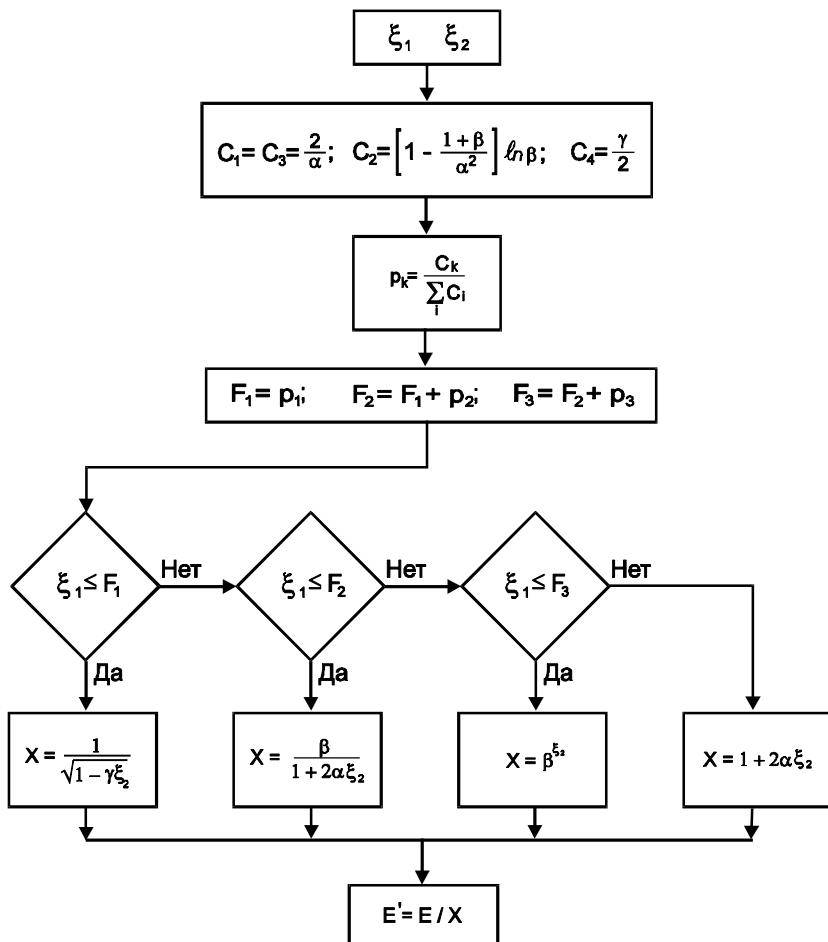 ξ₁ ξ₂
C₁= C₃= 2/α; C₂= [1 - (1 + β)/α²] ℓnβ; C₄= γ/2
pₖ= Cₖ / ∑ᵢ Cᵢ
F₁= p₁; F₂= F₁+ p₂; F₃= F₂+ p₃
ξ₁≤ F₁ Нет ξ₁≤ F₂ Нет ξ₁≤ F₃ Нет
Да Да Да
X = 1/√(1 - γξ₂) X = β/(1 + 2αξ₂) X = β^ξ₂ X = 1 + 2αξ₂
E'= E / X